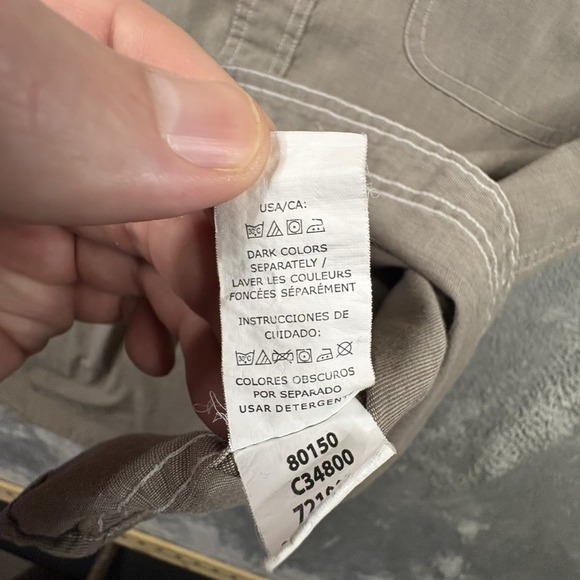 USA/CA:
DARK COLORS
SEPARATELY /
LAVER LES COULEURS
FONCÉES SÉPARÉMENT
INSTRUCCIONES DE
CUIDADO:
COLORES OBSCUROS
POR SEPARADO
USAR DETERGEN
80150
C34800